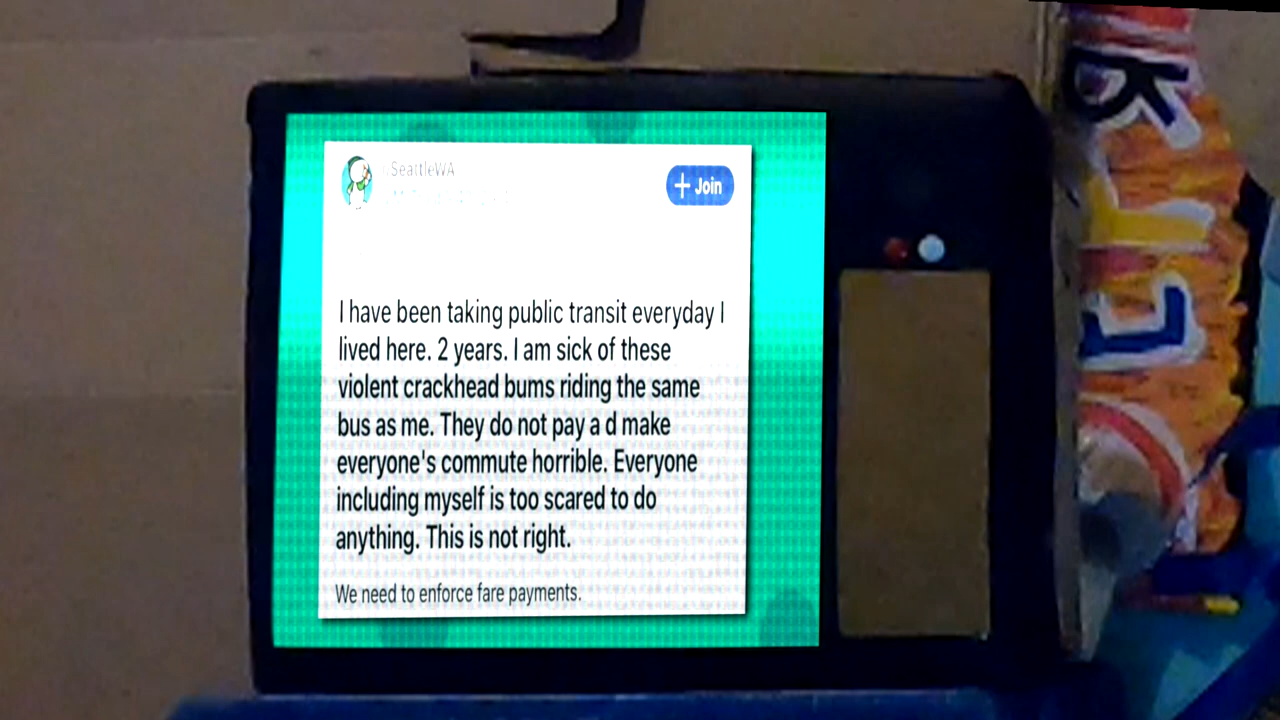 SeattleWA
+ Join
I have been taking public transit everyday I
lived here. 2 years. I am sick of these
violent crackhead bums riding the same
bus as me. They do not pay a d make
everyone's commute horrible. Everyone
including myself is too scared to do
anything. This is not right.
We need to enforce fare payments.